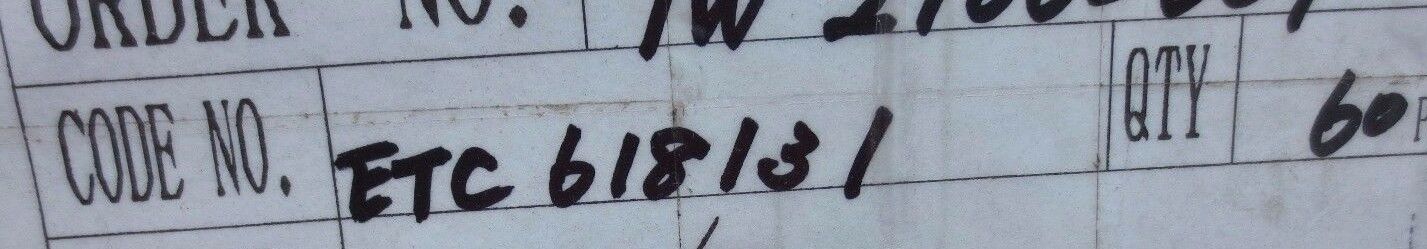 ORDER NO.
CODE NO. ETC 618131 QTY 60